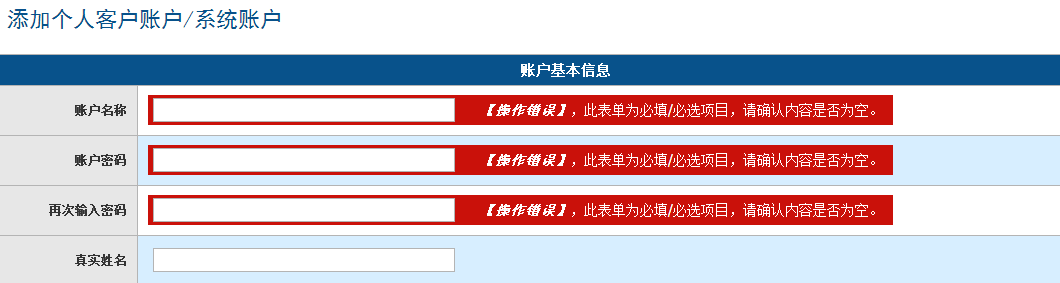 添加个人客户账户/系统账户
账户基本信息
账户名称 【操作错误】，此表单为必填/必选项目，请确认内容是否为空。
账户密码 【操作错误】，此表单为必填/必选项目，请确认内容是否为空。
再次输入密码 【操作错误】，此表单为必填/必选项目，请确认内容是否为空。
真实姓名